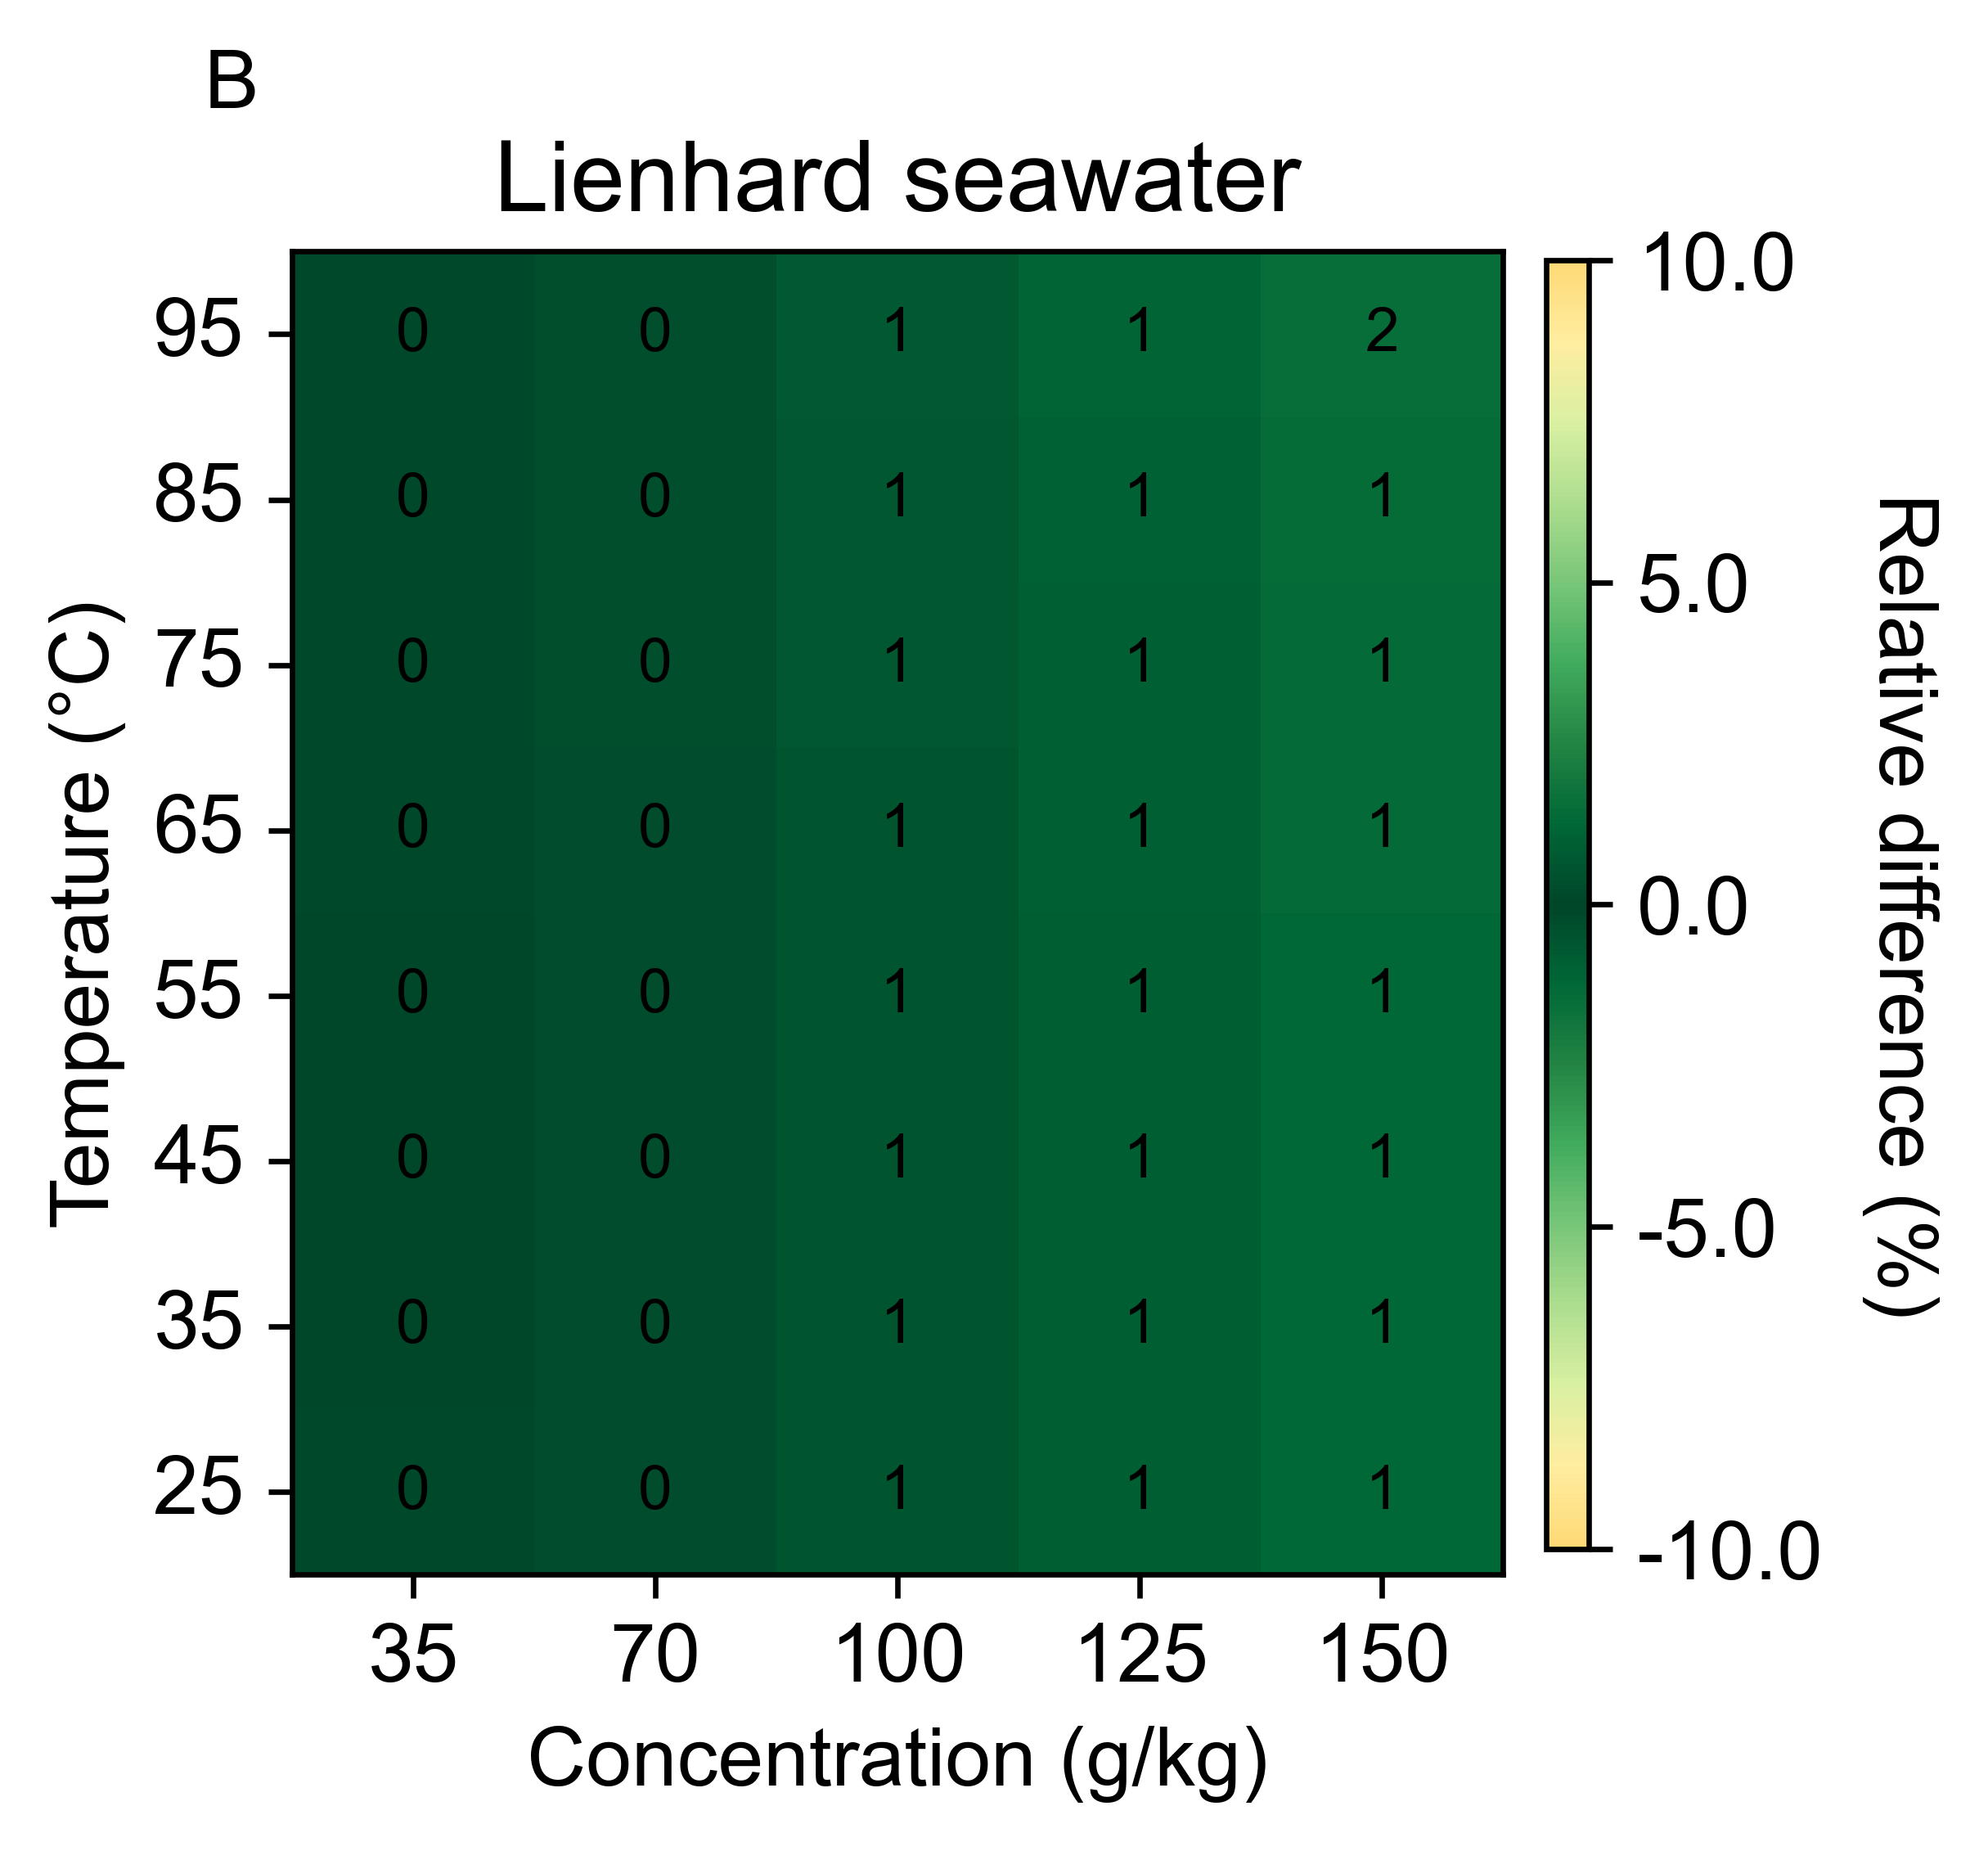 B
Lienhard seawater
95 0 0 1 1 2
85 0 0 1 1 1
75 0 0 1 1 1
65 0 0 1 1 1
55 0 0 1 1 1
45 0 0 1 1 1
35 0 0 1 1 1
25 0 0 1 1 1
35 70 100 125 150
Concentration (g/kg)
Temperature (°C)
10.0
5.0
0.0
-5.0
-10.0
Relative difference (%)